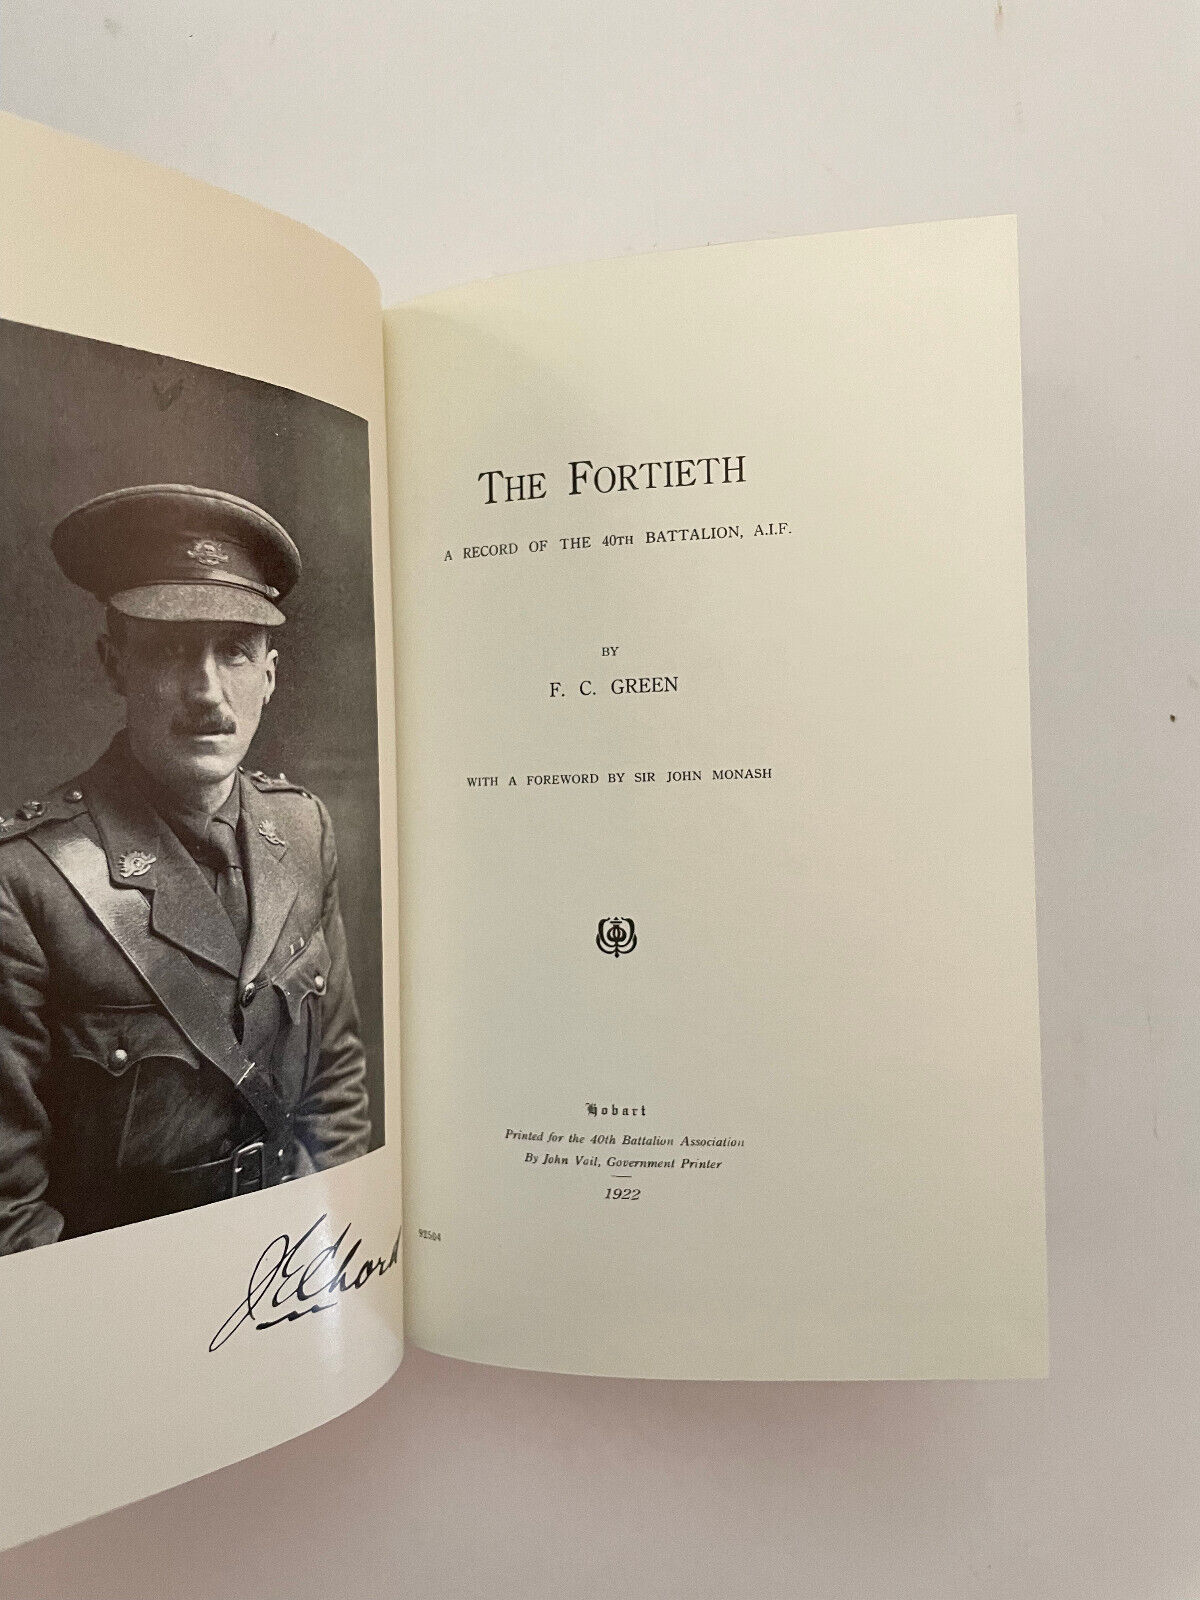 THE FORTIETH
A RECORD OF THE 40TH BATTALION, A.I.F.
BY
F. C. GREEN
WITH A FOREWORD BY SIR JOHN MONASH
Hobart
Printed for the 40th Battalion Association
By John Vail, Government Printer
1922
92504